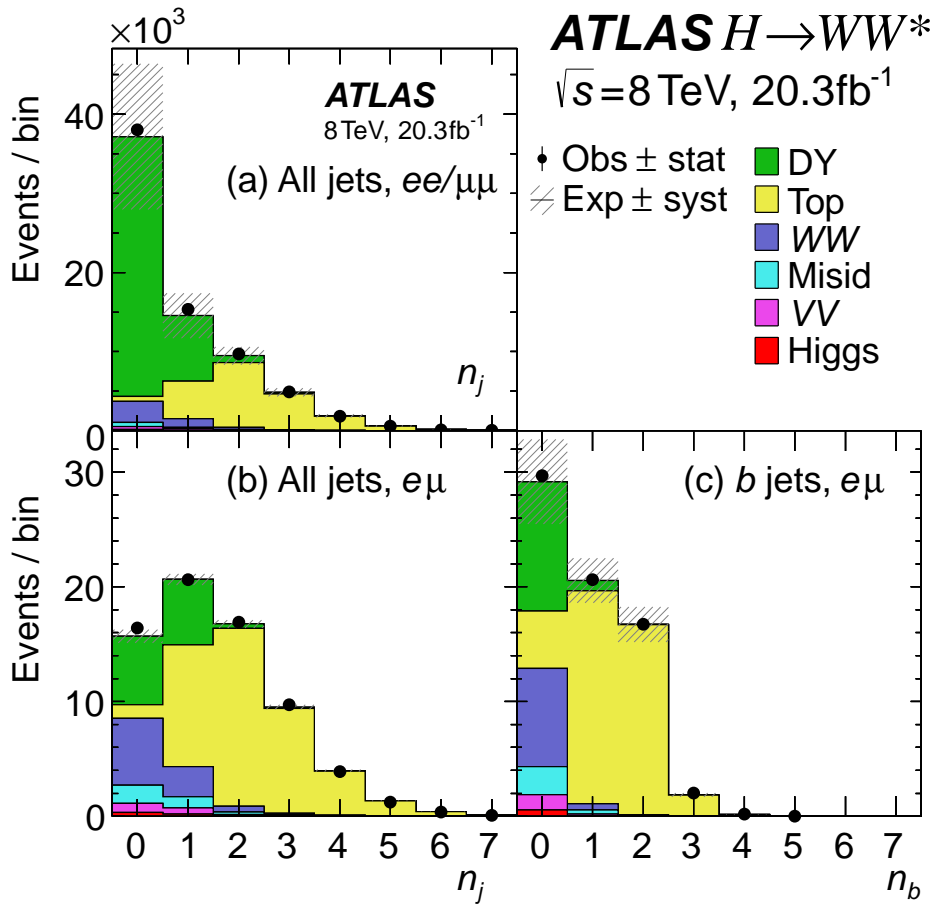 ×10³
ATLAS H→WW*
√s=8 TeV, 20.3fb⁻¹
ATLAS
8 TeV, 20.3fb⁻¹
(a) All jets, ee/μμ
Events / bin
40
20
0
n_j
Obs ± stat
Exp ± syst
DY
Top
WW
Misid
VV
Higgs
(b) All jets, eμ
Events / bin
30
20
10
0
0 1 2 3 4 5 6 7
n_j
(c) b jets, eμ
0 1 2 3 4 5 6 7
n_b